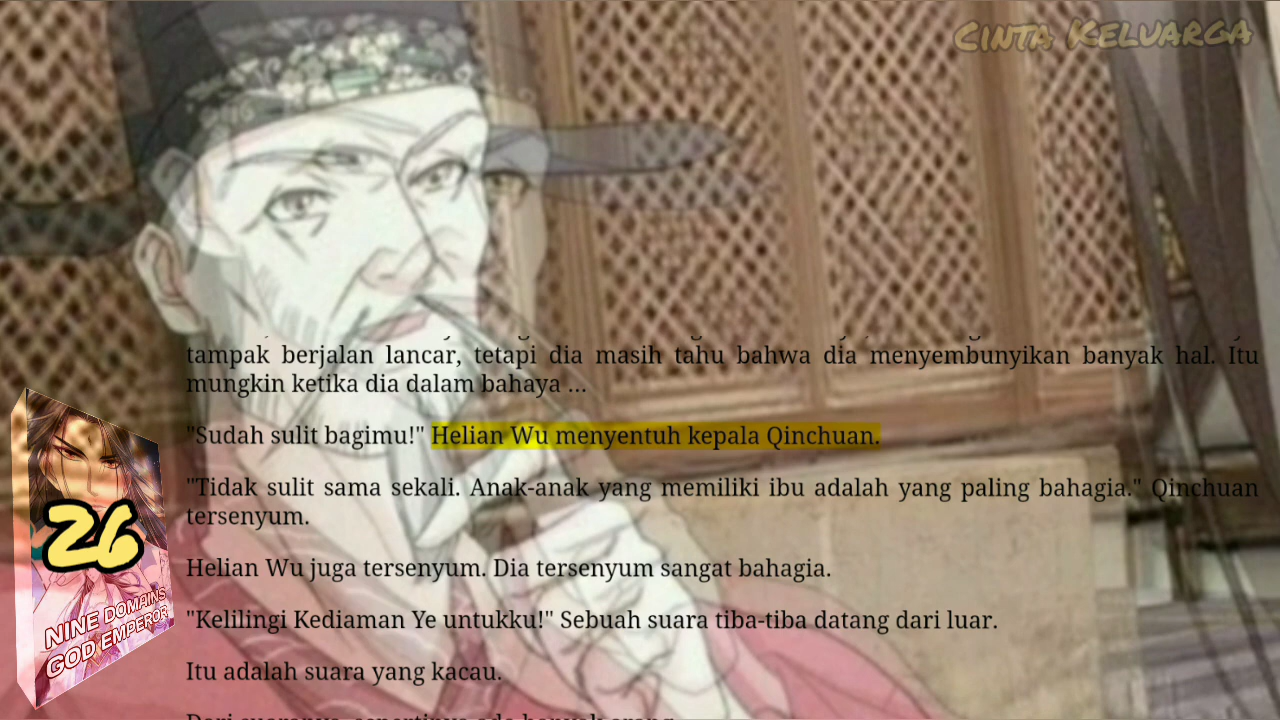 Cinta Keluarga
tampak berjalan lancar, tetapi dia masih tahu bahwa dia menyembunyikan banyak hal. Itu
mungkin ketika dia dalam bahaya ...
"Sudah sulit bagimu!" Helian Wu menyentuh kepala Qinchuan.
"Tidak sulit sama sekali. Anak-anak yang memiliki ibu adalah yang paling bahagia." Qinchuan
tersenyum.
Helian Wu juga tersenyum. Dia tersenyum sangat bahagia.
"Kelilingi Kediaman Ye untukku!" Sebuah suara tiba-tiba datang dari luar.
Itu adalah suara yang kacau.
26
NINE DOMAINS
GOD EMPEROR